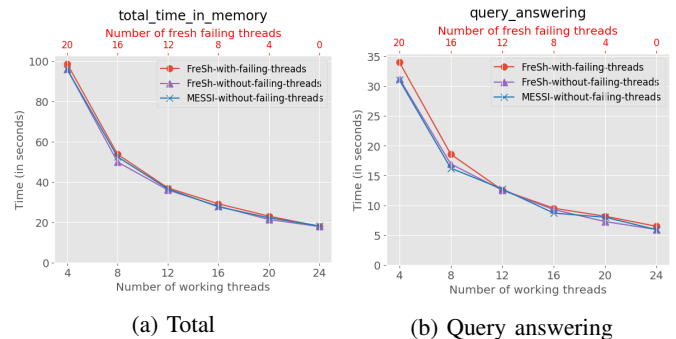 total_time_in_memory
Number of fresh failing threads
20 16 12 8 4 0
FreSh-with-failing-threads
FreSh-without-failing-threads
MESSI-without-failing-threads
Time (in seconds)
100
80
60
40
20
0
4 8 12 16 20 24
Number of working threads
(a) Total
query_answering
Number of fresh failing threads
20 16 12 8 4 0
FreSh-with-failing-threads
FreSh-without-failing-threads
MESSI-without-failing-threads
Time (in seconds)
35
30
25
20
15
10
5
0
4 8 12 16 20 24
Number of working threads
(b) Query answering